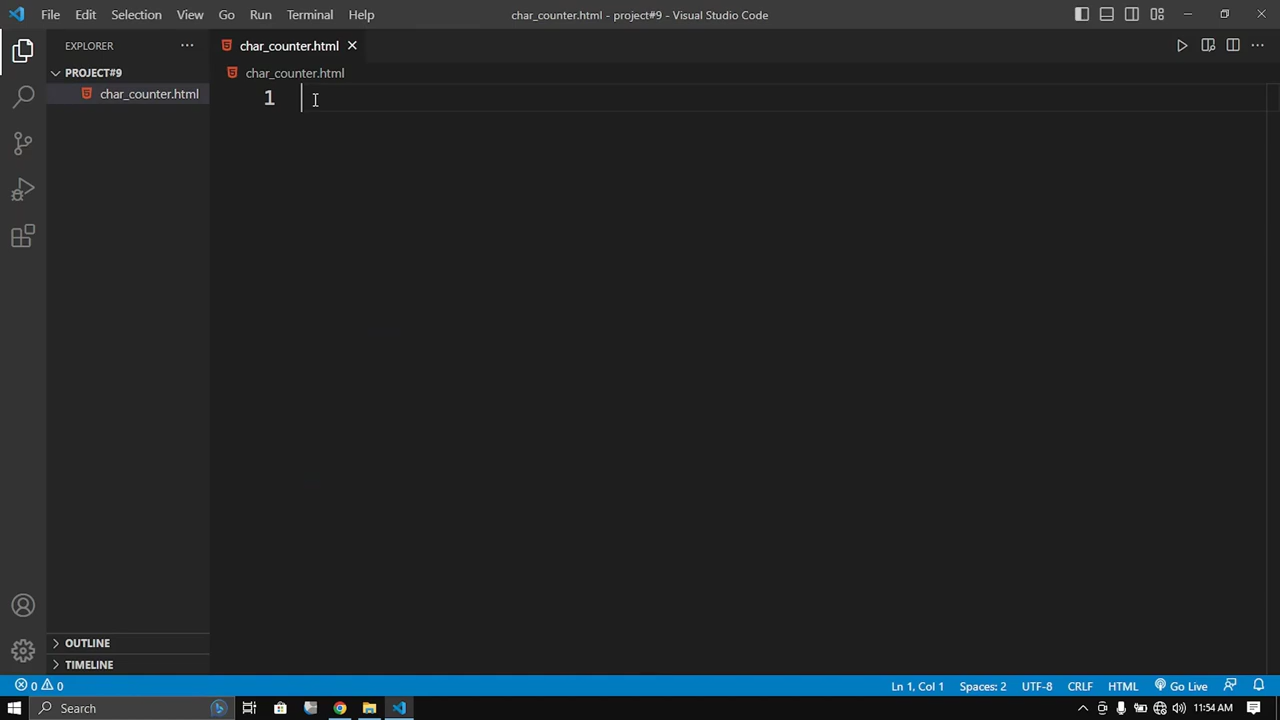 File Edit Selection View Go Run Terminal Help char_counter.html - project#9 - Visual Studio Code
EXPLORER char_counter.html
PROJECT#9 char_counter.html
char_counter.html 1
OUTLINE
TIMELINE
0 0 Ln 1, Col 1 Spaces: 2 UTF-8 CRLF HTML Go Live
Search 11:54 AM